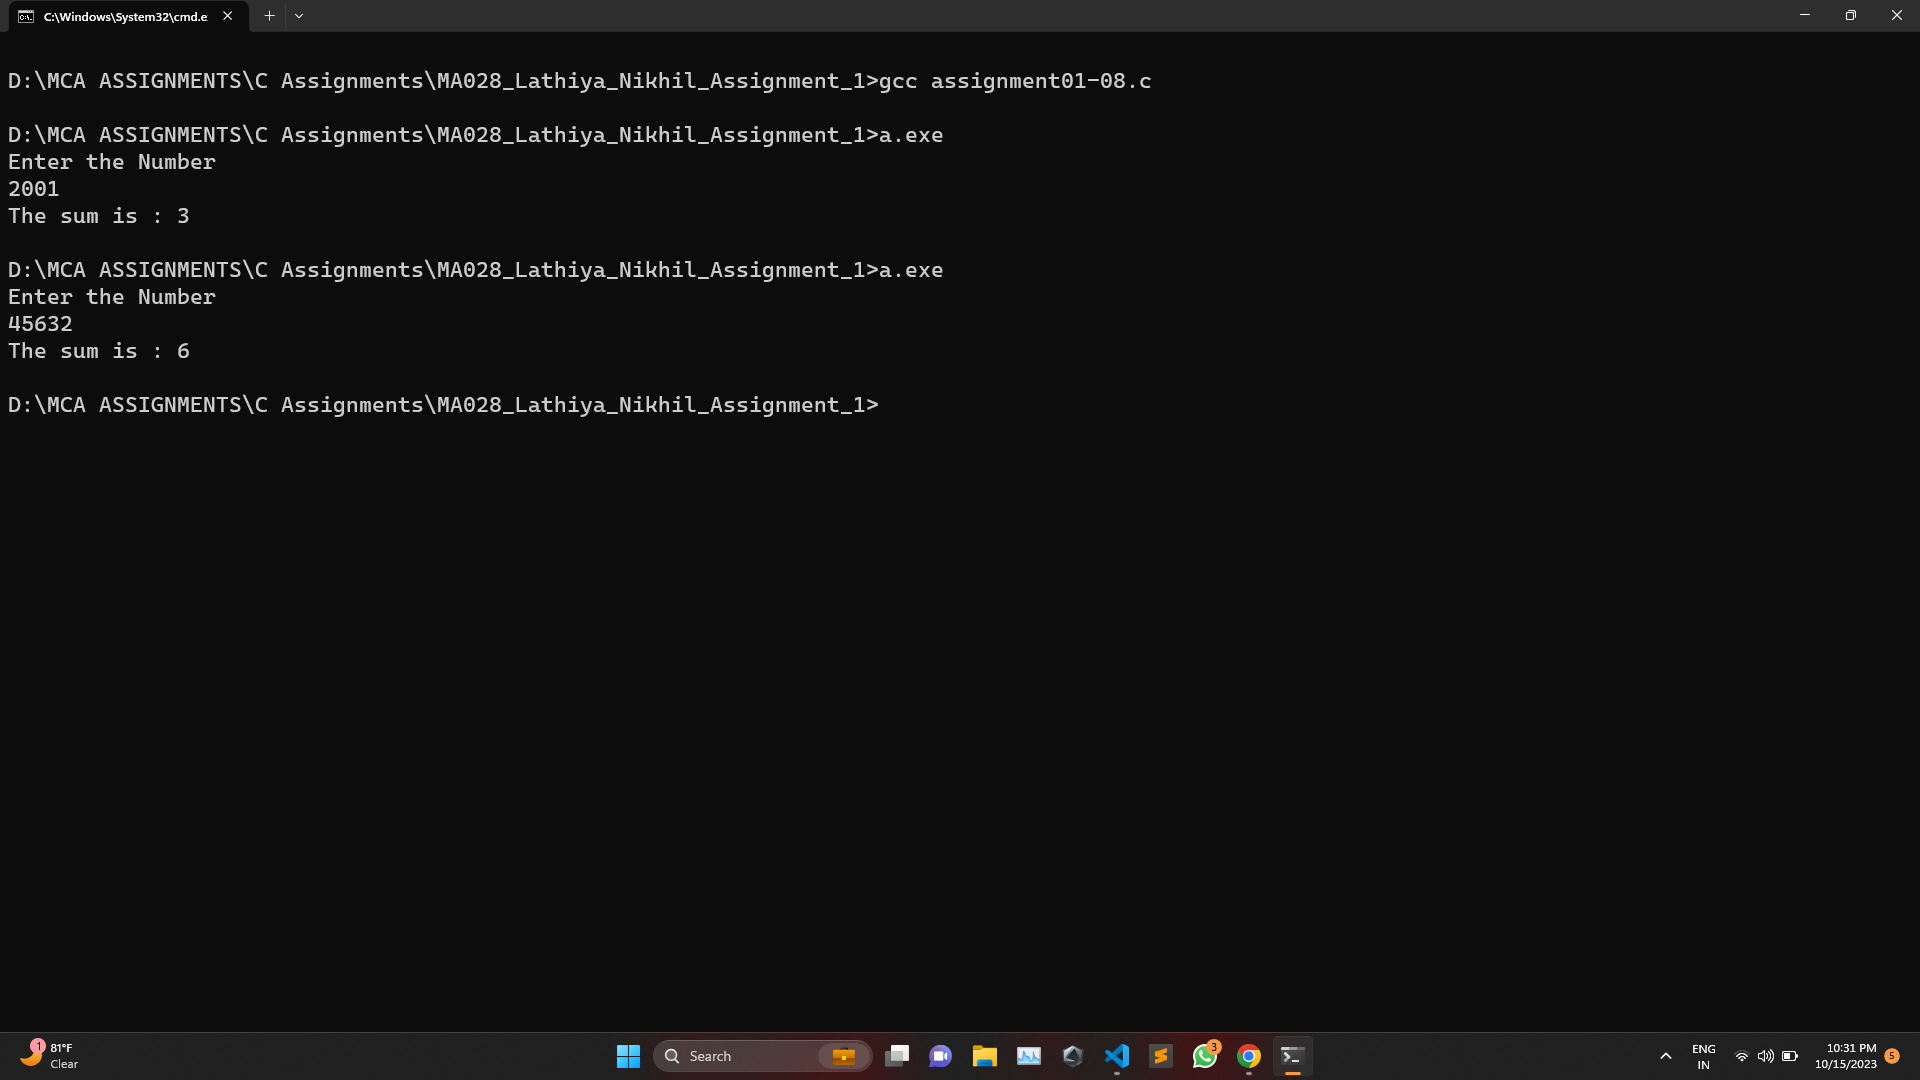 C:\Windows\System32\cmd.e
D:\MCA ASSIGNMENTS\C Assignments\MA028_Lathiya_Nikhil_Assignment_1>gcc assignment01-08.c
D:\MCA ASSIGNMENTS\C Assignments\MA028_Lathiya_Nikhil_Assignment_1>a.exe
Enter the Number
2001
The sum is : 3
D:\MCA ASSIGNMENTS\C Assignments\MA028_Lathiya_Nikhil_Assignment_1>a.exe
Enter the Number
45632
The sum is : 6
D:\MCA ASSIGNMENTS\C Assignments\MA028_Lathiya_Nikhil_Assignment_1>
1
81°F
Clear
Search
3
ENG
IN
10:31 PM
10/15/2023
5